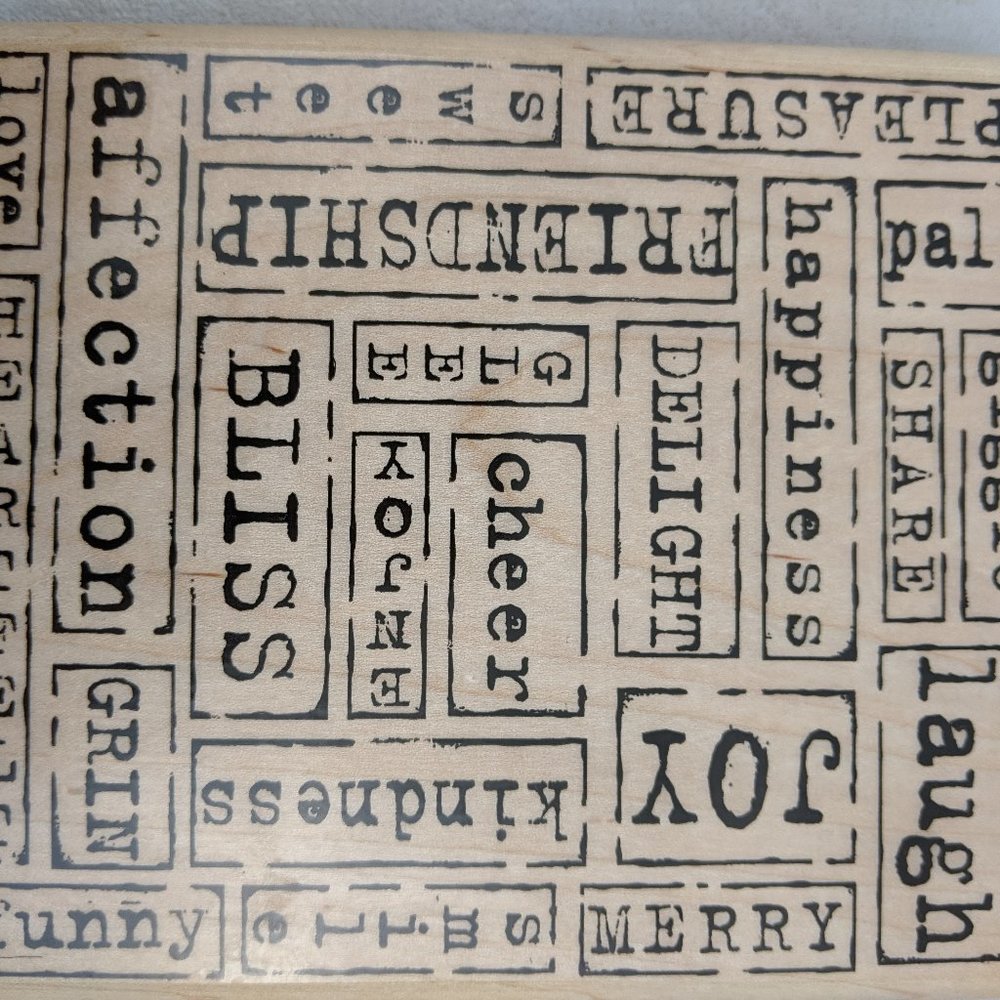 love
affection
sweet
PLEASURE
FRIENDSHIP
happiness
pal
BLISS
GLEE
DELIGHT
SHARE
cheer
GRIN
kindness
JOY
laugh
funny
smile
MERRY